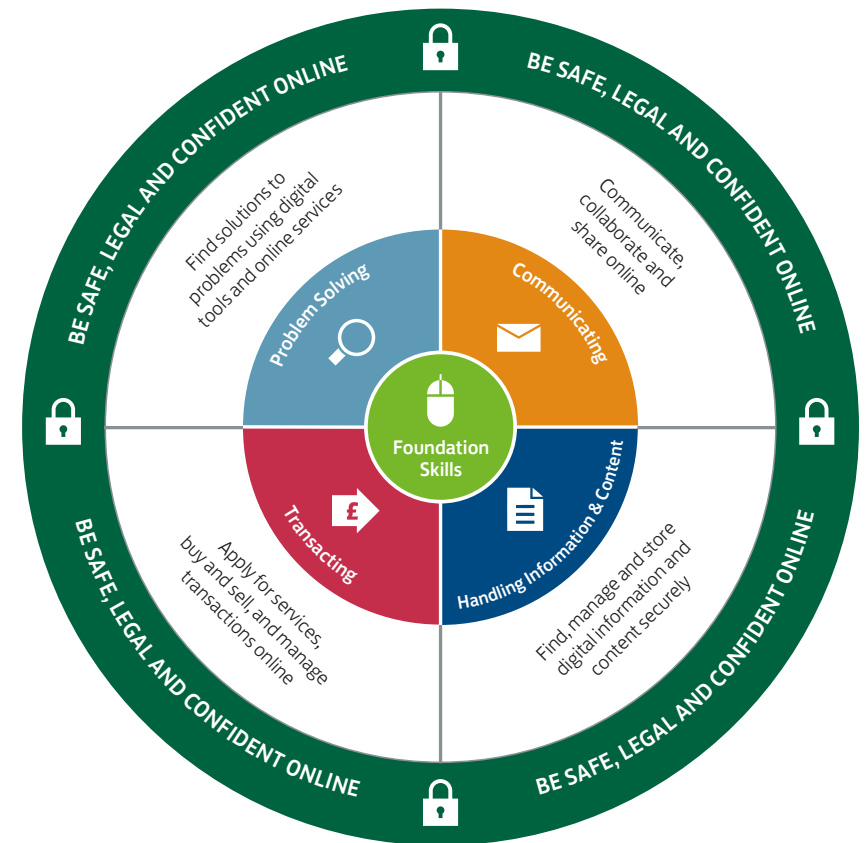 BE SAFE, LEGAL AND CONFIDENT ONLINE
BE SAFE, LEGAL AND CONFIDENT ONLINE
Find solutions to
problems using digital
tools and online services
Communicate,
collaborate and
share online
Problem Solving
Communicating
Foundation
Skills
£
Transacting
Handling Information & Content
Apply for services,
buy and sell, and manage
transactions online
Find, manage and store
digital information and
content securely
BE SAFE, LEGAL AND CONFIDENT ONLINE
BE SAFE, LEGAL AND CONFIDENT ONLINE